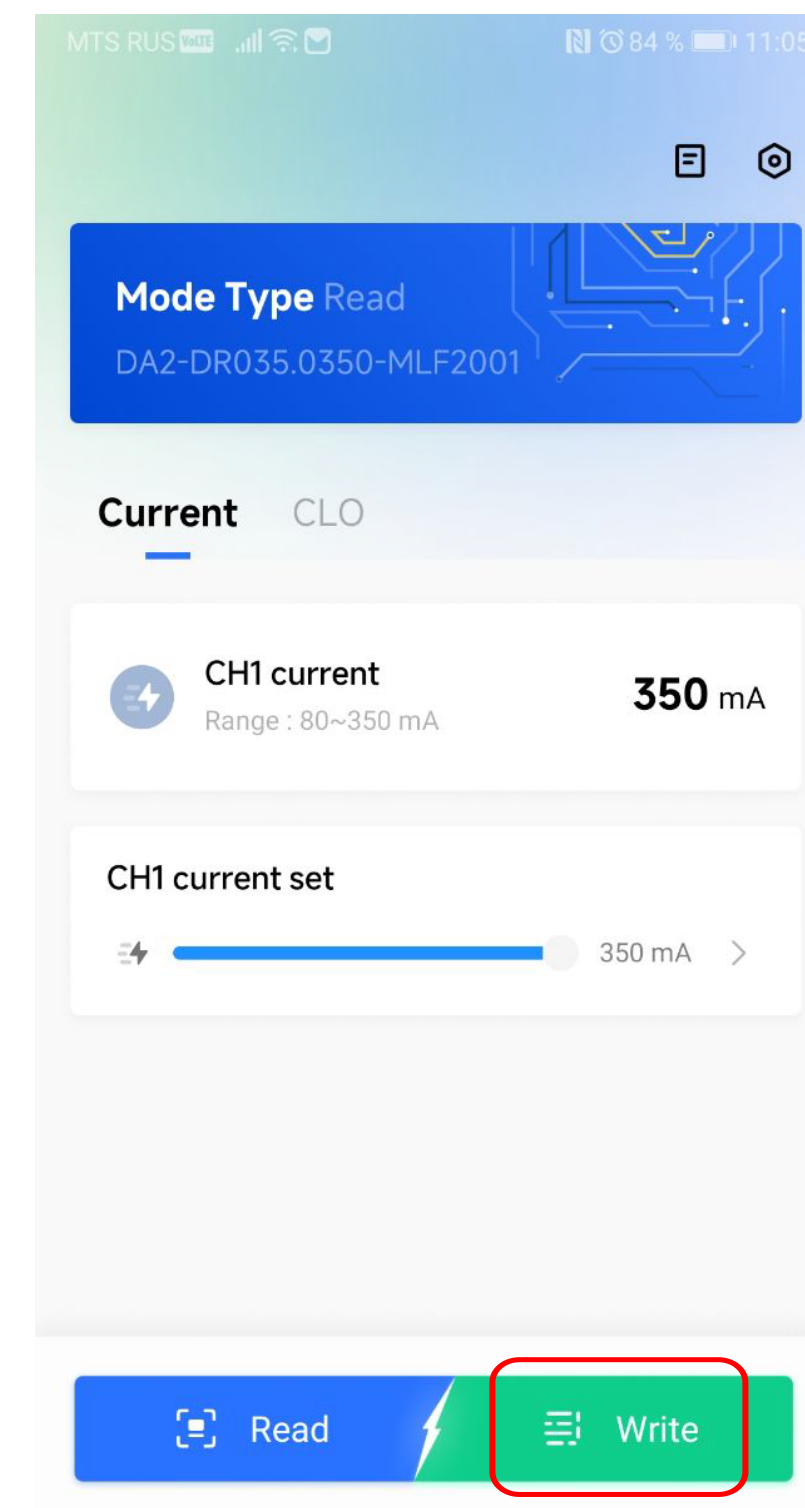 MTS RUS VoLTE 84 % 11:05
Mode Type Read
DA2-DR035.0350-MLF2001
Current CLO
CH1 current
Range : 80~350 mA
350 mA
CH1 current set
350 mA
Read Write